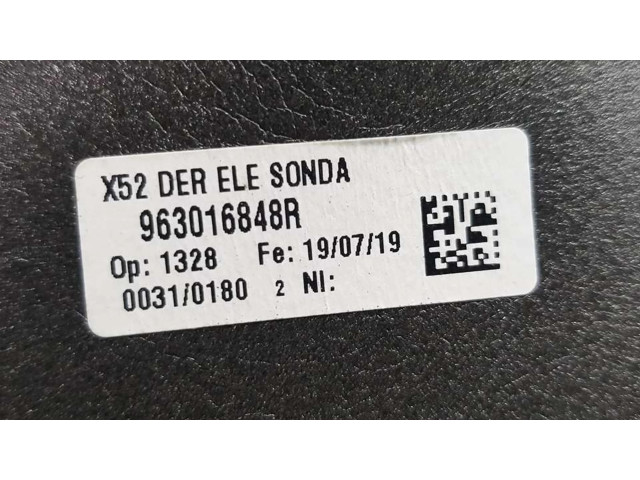 X52 DER ELE SONDA
963016848R
Op: 1328 Fe: 19/07/19
0031/0180 2 NI: